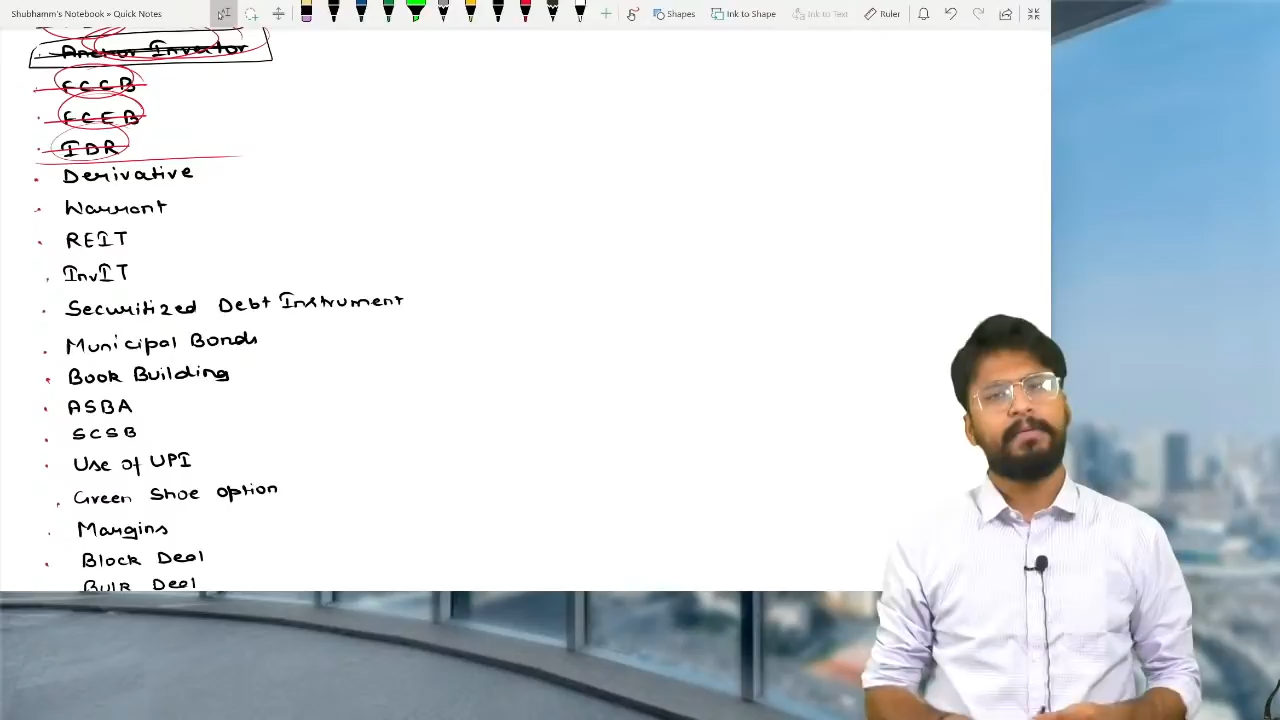 Shubhamm's Notebook » Quick Notes
Shapes Ink to Shape Ink to Text Ruler
Anchor Investor
FCCB
FCEB
IDR
Derivative
Warrant
REIT
InvIT
Securitized Debt Instrument
Municipal Bonds
Book Building
ASBA
SCSB
Use of UPI
Green Shoe option
Margins
Block Deal
Bulk Deal